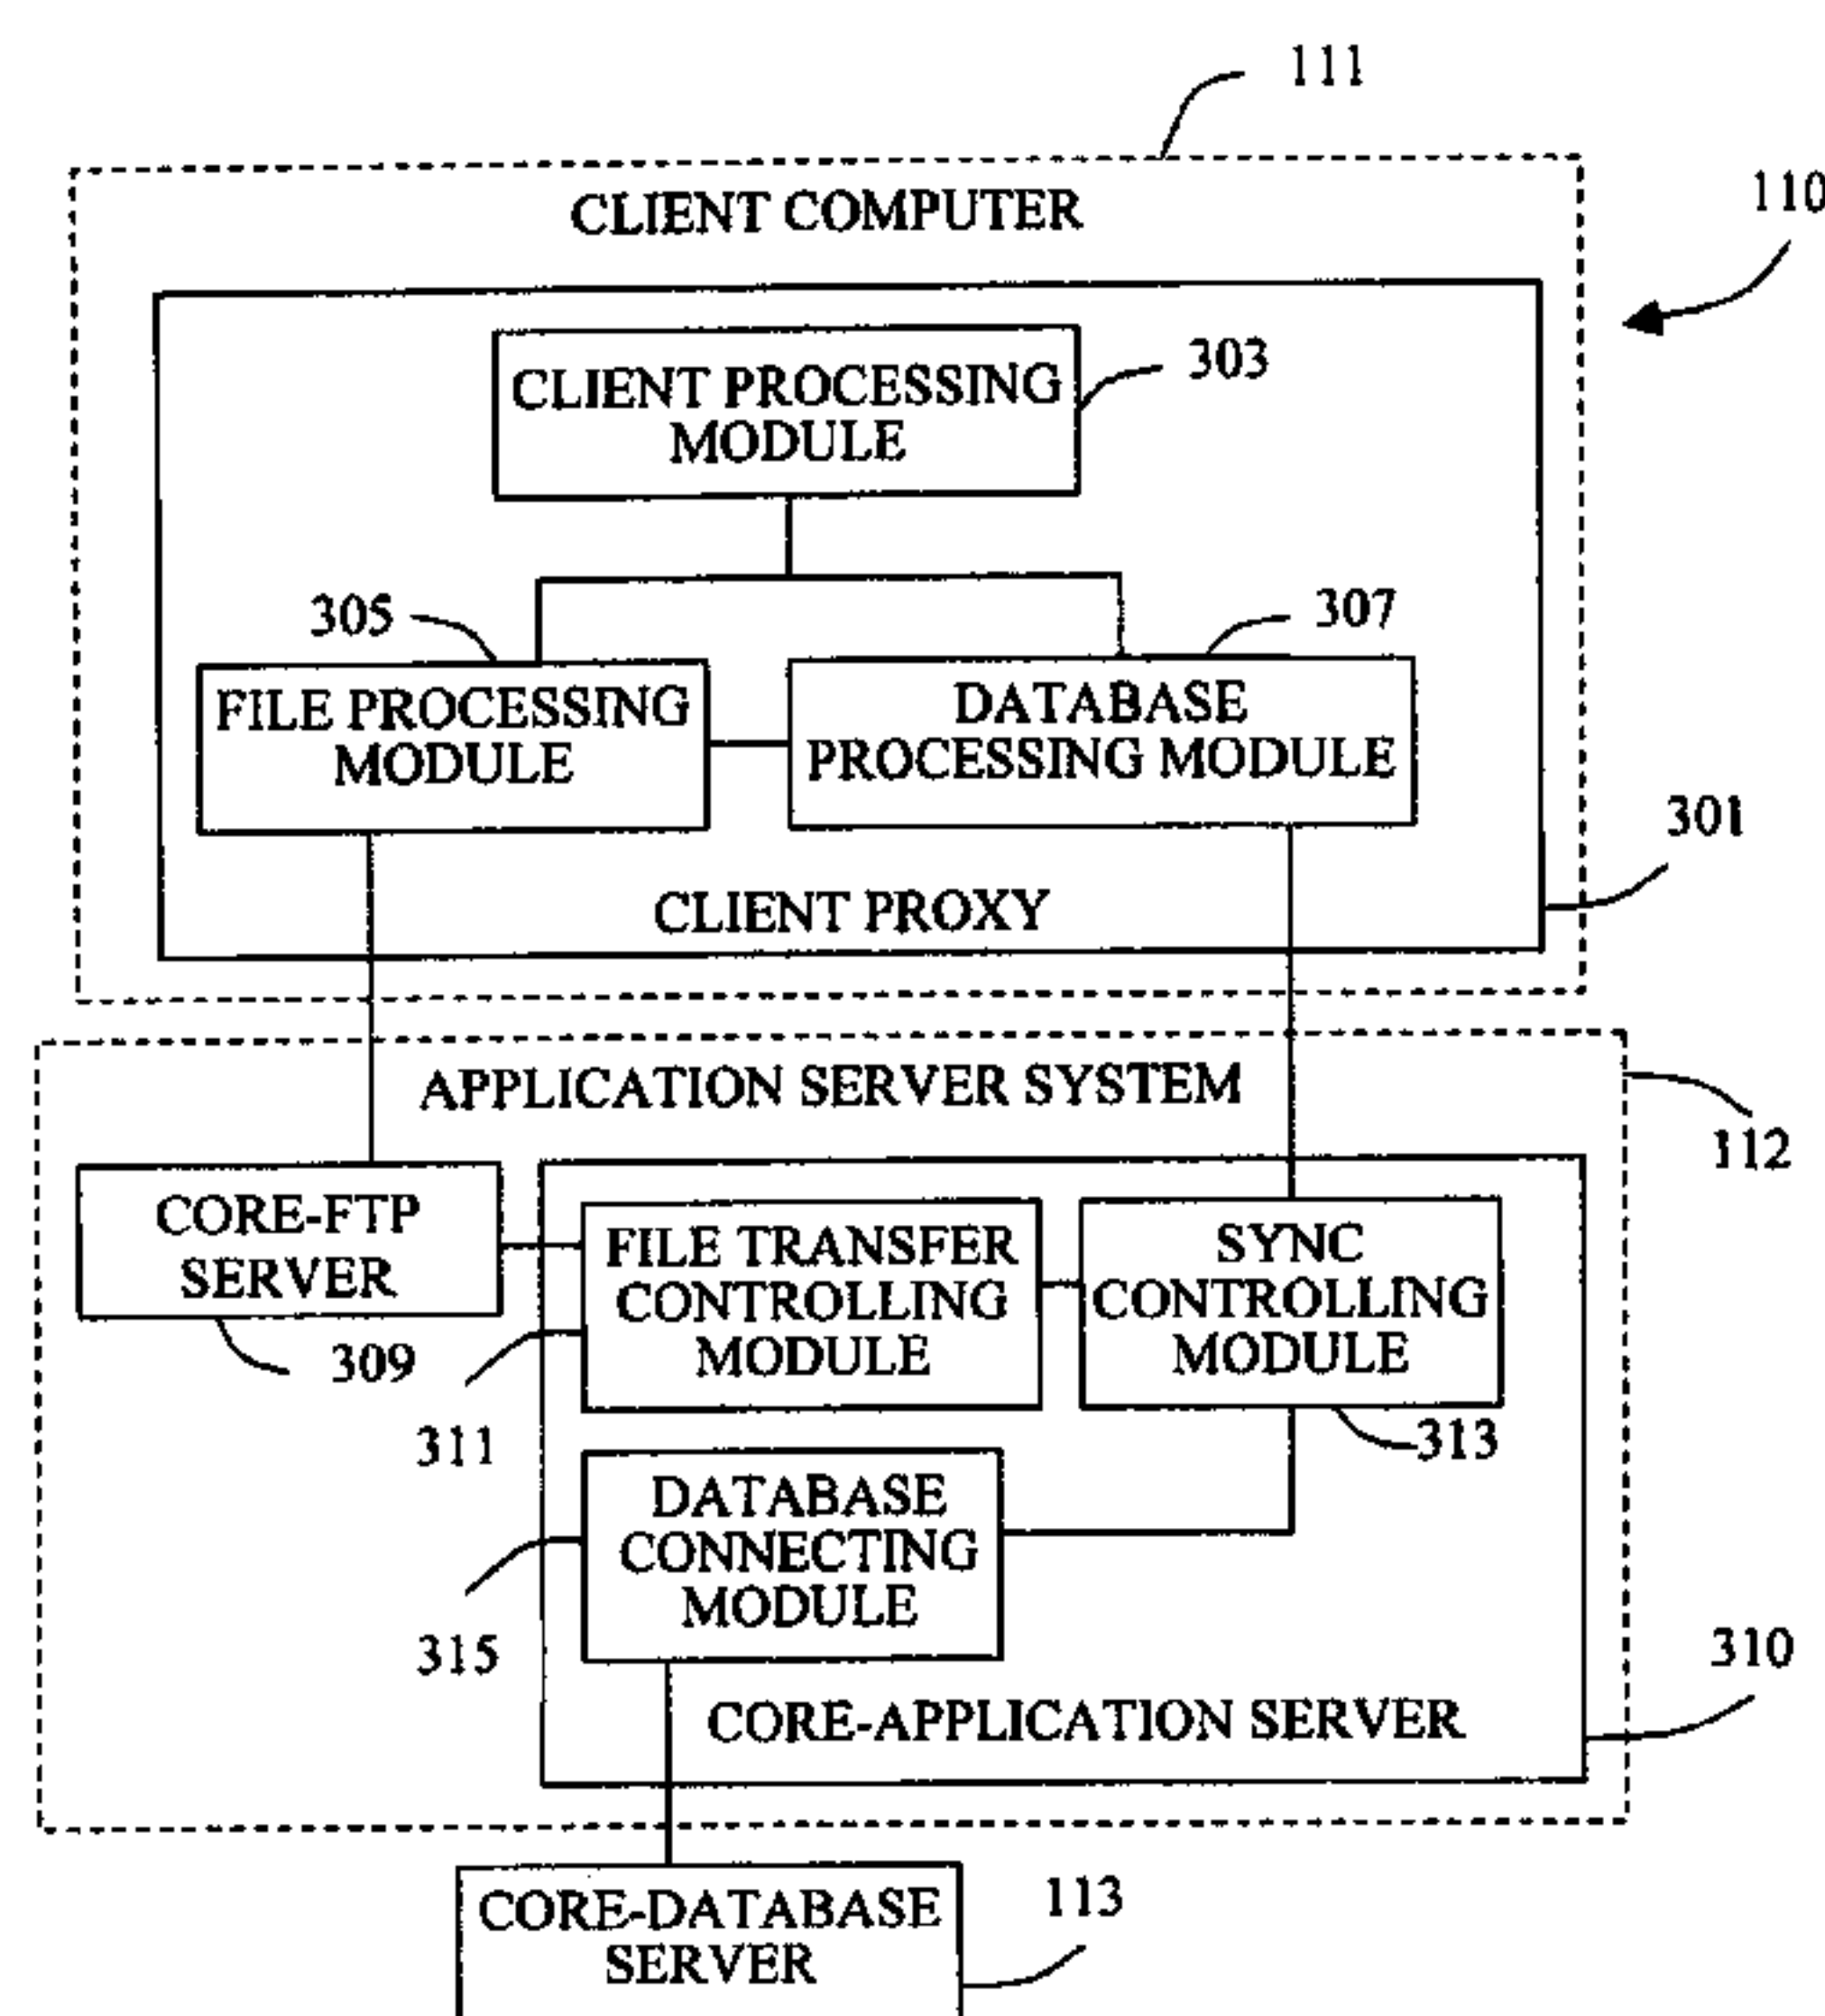 111
110
CLIENT COMPUTER
CLIENT PROCESSING
MODULE
303
305
307
FILE PROCESSING
MODULE
DATABASE
PROCESSING MODULE
301
CLIENT PROXY
APPLICATION SERVER SYSTEM
112
CORE-FTP
SERVER
309
FILE TRANSFER
CONTROLLING
MODULE
311
SYNC
CONTROLLING
MODULE
313
DATABASE
CONNECTING
MODULE
315
310
CORE-APPLICATION SERVER
CORE-DATABASE
SERVER
113